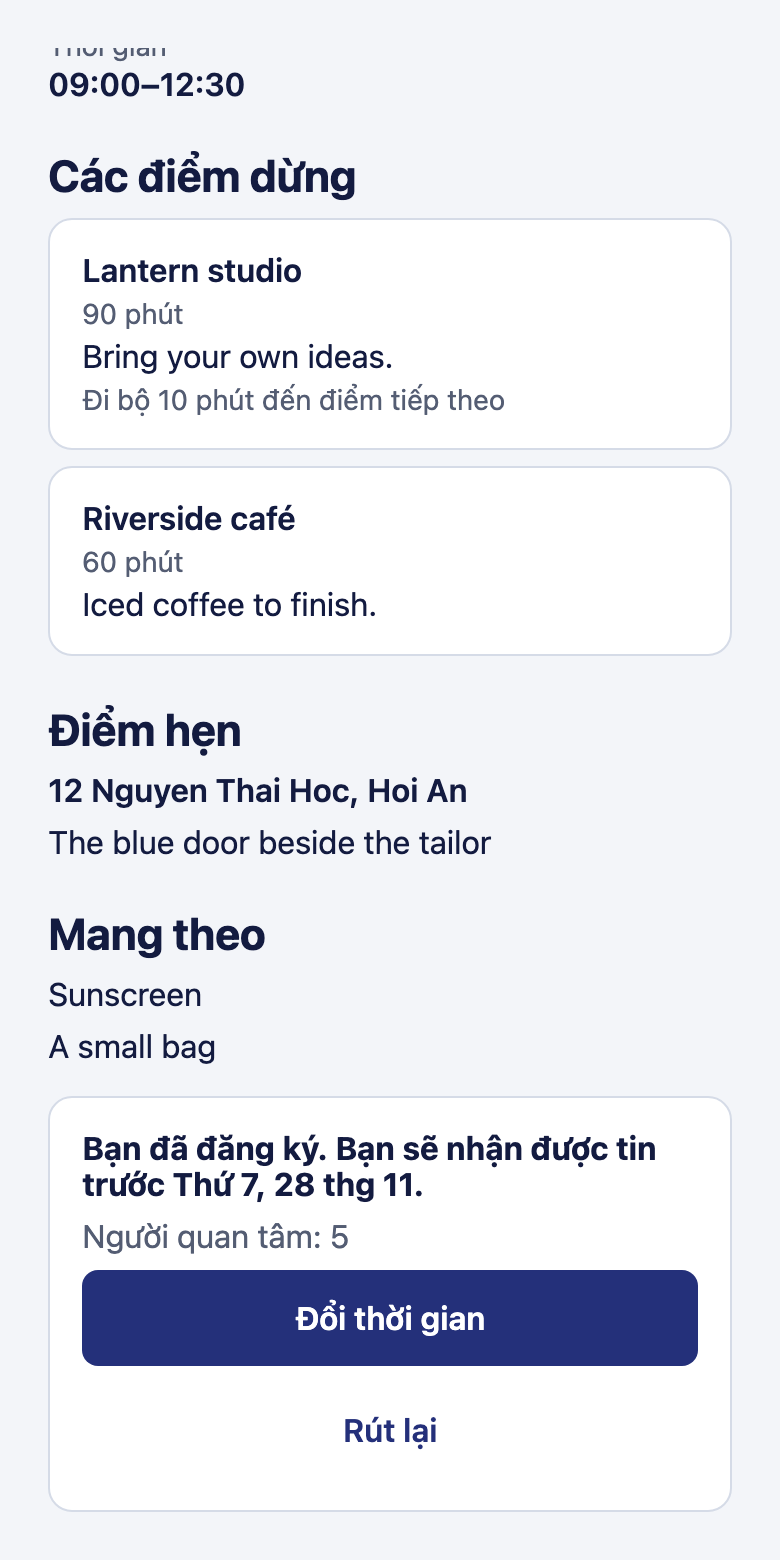 Thời gian
09:00–12:30
Các điểm dừng
Lantern studio
90 phút
Bring your own ideas.
Đi bộ 10 phút đến điểm tiếp theo
Riverside café
60 phút
Iced coffee to finish.
Điểm hẹn
12 Nguyen Thai Hoc, Hoi An
The blue door beside the tailor
Mang theo
Sunscreen
A small bag
Bạn đã đăng ký. Bạn sẽ nhận được tin
trước Thứ 7, 28 thg 11.
Người quan tâm: 5
Đổi thời gian
Rút lại